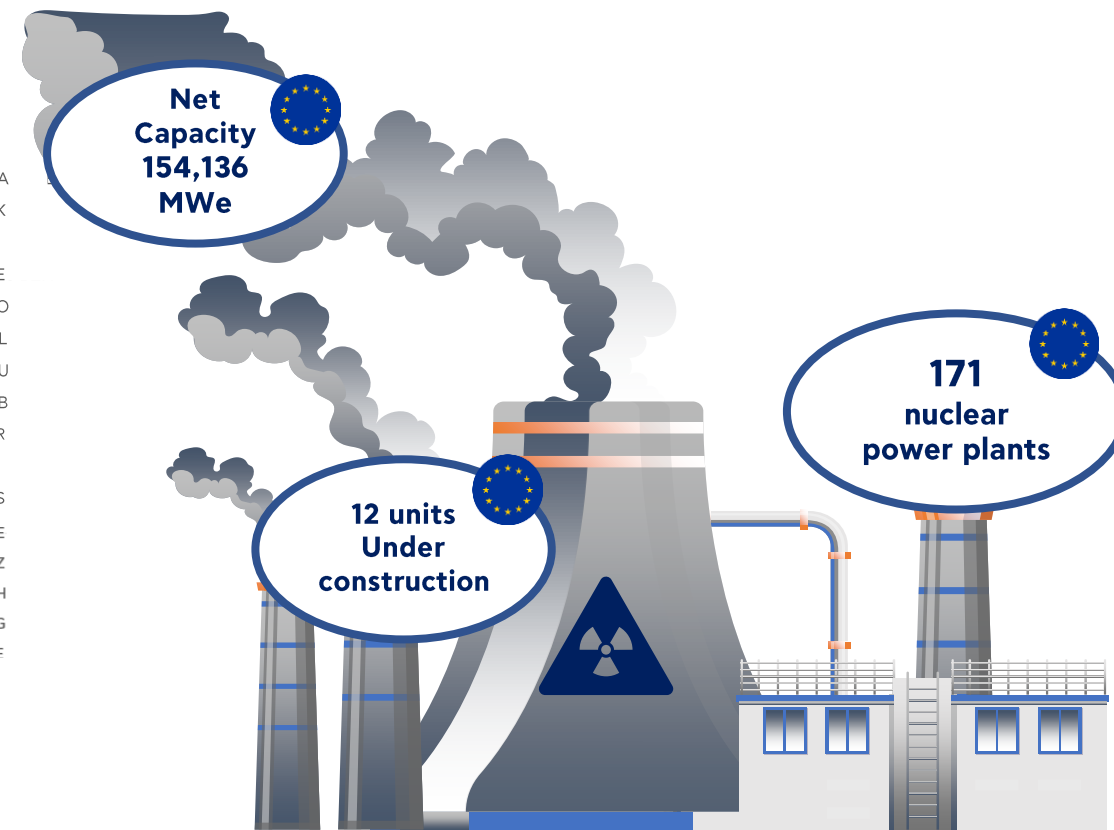 Net
Capacity
154,136
MWe
171
nuclear
power plants
12 units
Under
construction
A
K
E
O
L
U
B
R
S
E
Z
H
G
E